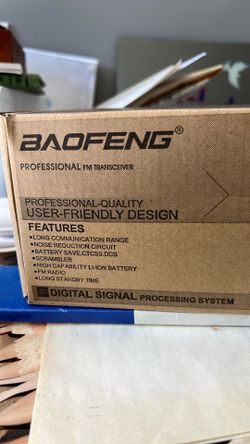 BAOFENG®
PROFESSIONAL FM TRANSCEIVER
PROFESSIONAL-QUALITY
USER-FRIENDLY DESIGN
FEATURES
●LONG COMMUNICATION RANGE
●NOISE REDUCTION CIRCUIT
●BATTERY SAVE.CTCSS.DCS
●SCRAMBLER
●HIGH CAPABILITY LI-ION BATTERY
●FM RADIO
●LONG STANDBY TIME
DIGITAL SIGNAL PROCESSING SYSTEM